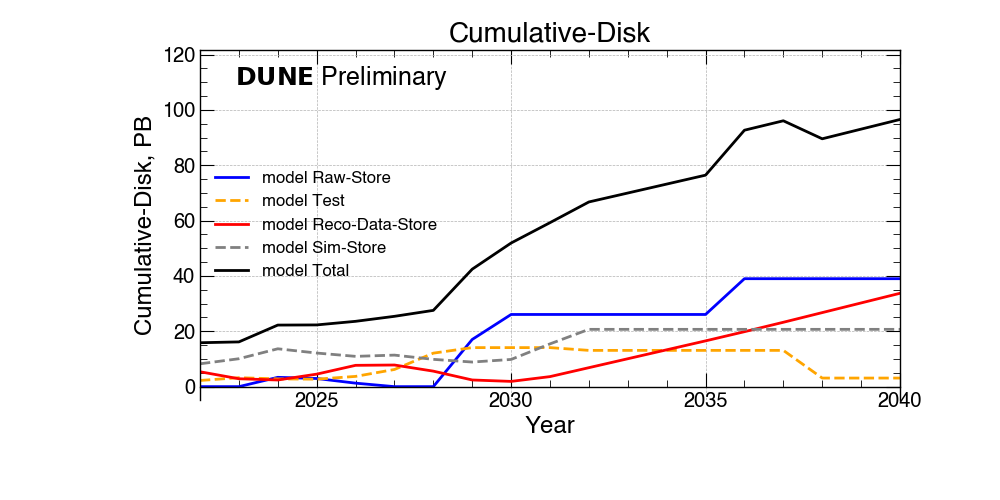 Cumulative-Disk
DUNE Preliminary
Cumulative-Disk, PB
120
100
80
60
40
20
0
model Raw-Store
model Test
model Reco-Data-Store
model Sim-Store
model Total
2025 2030 2035 2040
Year